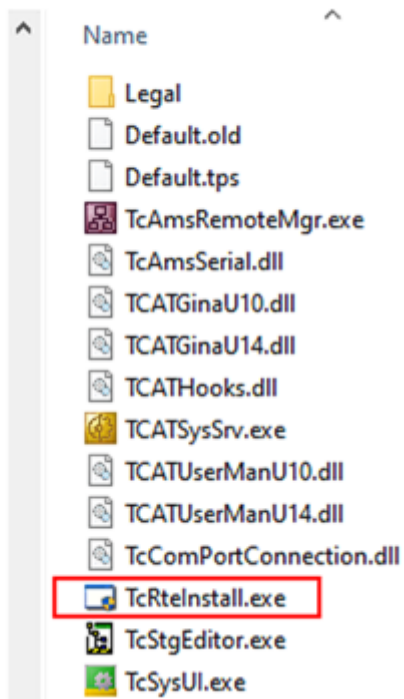 Name
Legal
Default.old
Default.tps
TcAmsRemoteMgr.exe
TcAmsSerial.dll
TCATGinaU10.dll
TCATGinaU14.dll
TCATHooks.dll
TCATSysSrv.exe
TCATUserManU10.dll
TCATUserManU14.dll
TcComPortConnection.dll
TcRteInstall.exe
TcStgEditor.exe
TcSysUI.exe